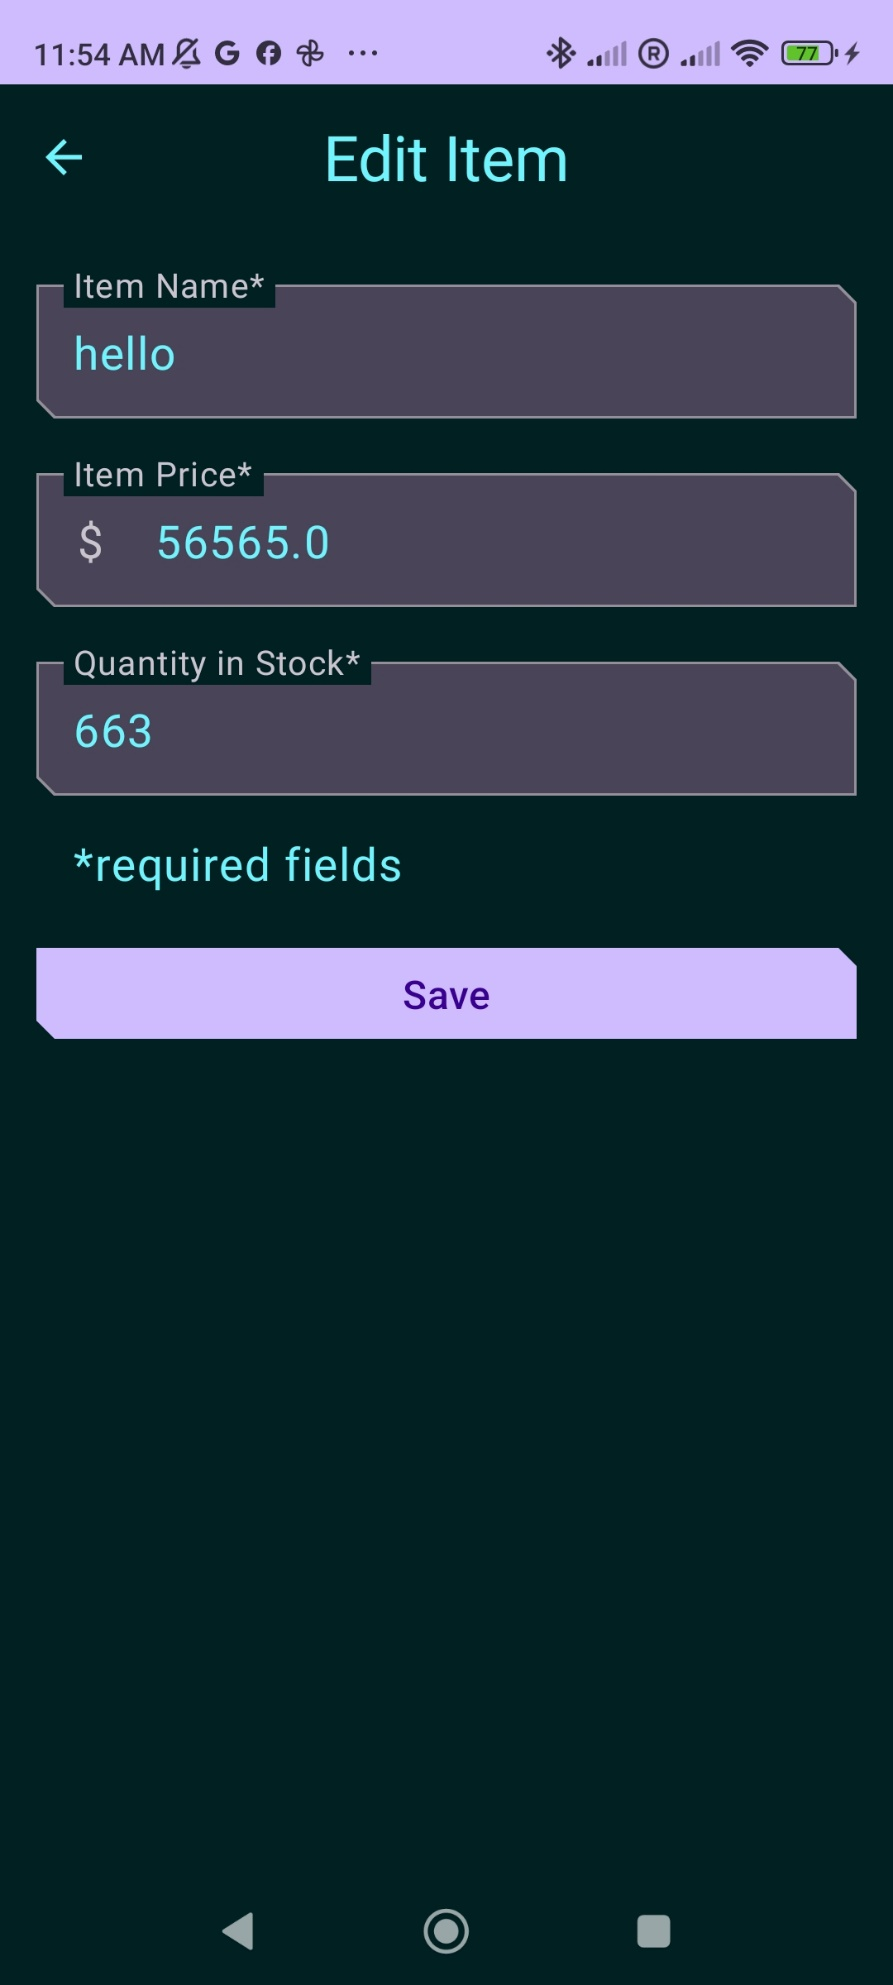 11:54 AM
77
Edit Item
Item Name*
hello
Item Price*
$ 56565.0
Quantity in Stock*
663
*required fields
Save